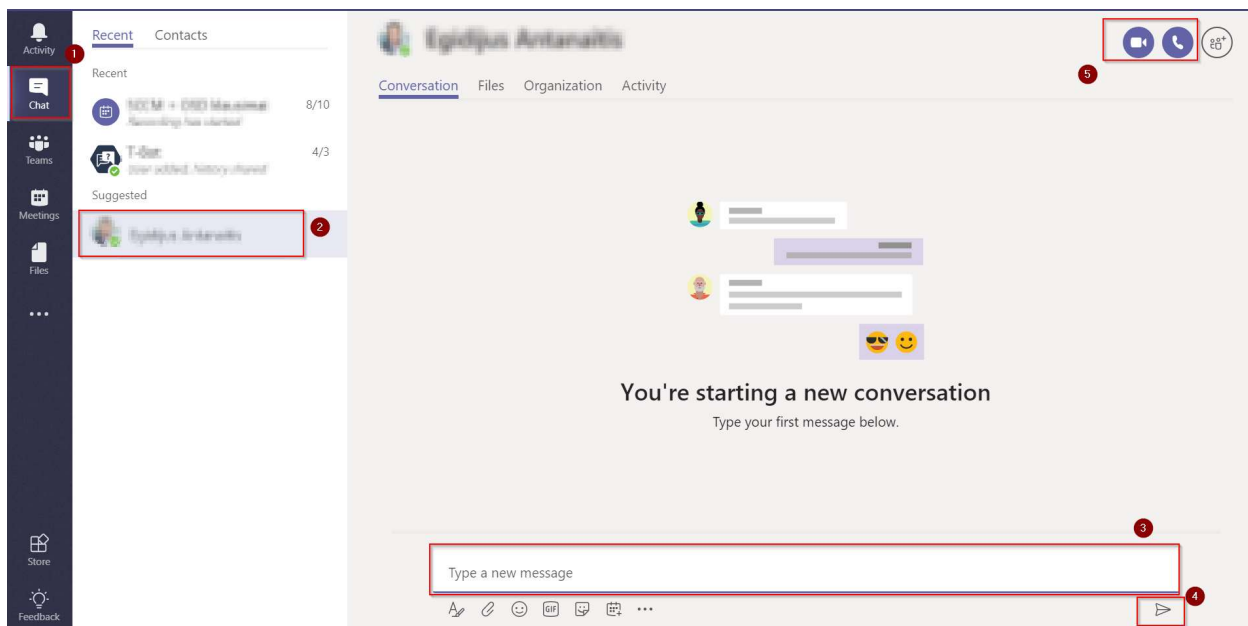 Activity
1
Chat
Teams
Meetings
Files
Store
Feedback
Recent Contacts
Recent
8/10
4/3
Suggested
2
5
Conversation Files Organization Activity
You're starting a new conversation
Type your first message below.
3
Type a new message
GIF
4